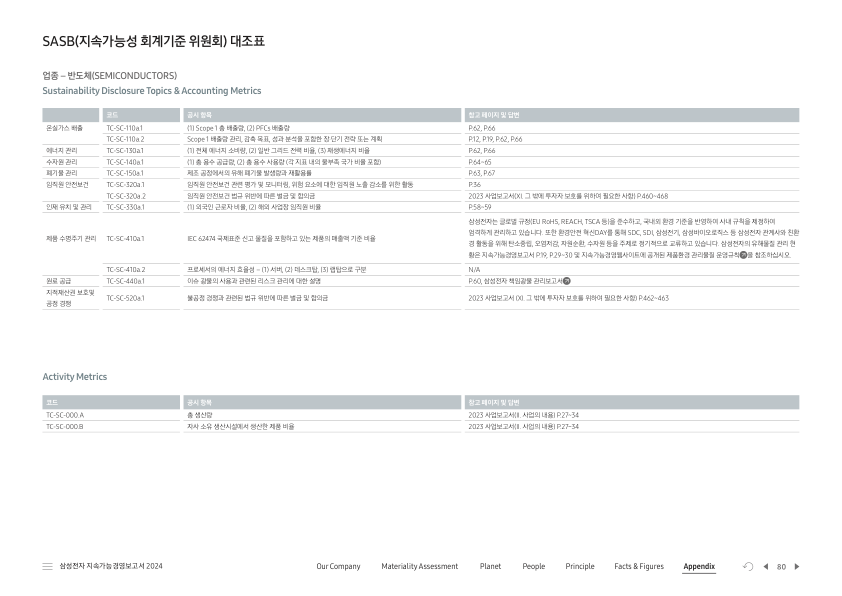 SASB(지속가능성 회계기준 위원회) 대조표
업종 – 반도체(SEMICONDUCTORS)
Sustainability Disclosure Topics & Accounting Metrics
코드 공시 항목 참고 페이지 및 답변
온실가스 배출 TC-SC-110a.1 (1) Scope 1 총 배출량, (2) PFCs 배출량 P.62, P.66
TC-SC-110a.2 Scope 1 배출량 관리, 감축 목표, 성과 분석을 포함한 장·단기 전략 또는 계획 P.12, P.19, P.62, P.66
에너지 관리 TC-SC-130a.1 (1) 전체 에너지 소비량, (2) 일반 그리드 전력 비율, (3) 재생에너지 비율 P.62, P.66
수자원 관리 TC-SC-140a.1 (1) 총 용수 공급량, (2) 총 용수 사용량 (각 지표 내의 물부족 국가 비율 포함) P.64~65
폐기물 관리 TC-SC-150a.1 제조 공정에서의 유해 폐기물 발생량과 재활용률 P.63, P.67
임직원 안전보건 TC-SC-320a.1 임직원 안전보건 관련 평가 및 모니터링, 위험 요소에 대한 임직원 노출 감소를 위한 활동 P.36
TC-SC-320a.2 임직원 안전보건 법규 위반에 따른 벌금 및 합의금 2023 사업보고서(XI. 그 밖에 투자자 보호를 위하여 필요한 사항) P.460~468
인재 유치 및 관리 TC-SC-330a.1 (1) 외국인 근로자 비율, (2) 해외 사업장 임직원 비율 P.58~59
제품 수명주기 관리 TC-SC-410a.1 IEC 62474 국제표준 신고 물질을 포함하고 있는 제품의 매출액 기준 비율
삼성전자는 글로벌 규정(EU RoHS, REACH, TSCA 등)을 준수하고, 국내외 환경 기준을 반영하여 사내 규칙을 제정하여
엄격하게 관리하고 있습니다. 또한 환경안전 혁신DAY를 통해 SDC, SDI, 삼성전기, 삼성바이오로직스 등 삼성전자 관계사와 친환
경 활동을 위해 탄소중립, 오염저감, 자원순환, 수자원 등을 주제로 정기적으로 교류하고 있습니다. 삼성전자의 유해물질 관리 현
황은 지속가능경영보고서 P.19, P.29~30 및 지속가능경영웹사이트에 공개된 제품환경 관리물질 운영규칙을 참조하십시오.
TC-SC-410a.2 프로세서의 에너지 효율성 – (1) 서버, (2) 데스크탑, (3) 랩탑으로 구분 N/A
원료 공급 TC-SC-440a.1 이슈 광물의 사용과 관련된 리스크 관리에 대한 설명 P.60, 삼성전자 책임광물 관리보고서
지적재산권 보호및
공정 경쟁 TC-SC-520a.1 불공정 경쟁과 관련된 법규 위반에 따른 벌금 및 합의금 2023 사업보고서 (XI. 그 밖에 투자자 보호를 위하여 필요한 사항) P.462~463
Activity Metrics
코드 공시 항목 참고 페이지 및 답변
TC-SC-000.A 총 생산량 2023 사업보고서(II. 사업의 내용) P.27~34
TC-SC-000.B 자사 소유 생산시설에서 생산한 제품 비율 2023 사업보고서(II. 사업의 내용) P.27~34
삼성전자 지속가능경영보고서 2024 Our Company Materiality Assessment Planet People Principle Facts & Figures Appendix 80